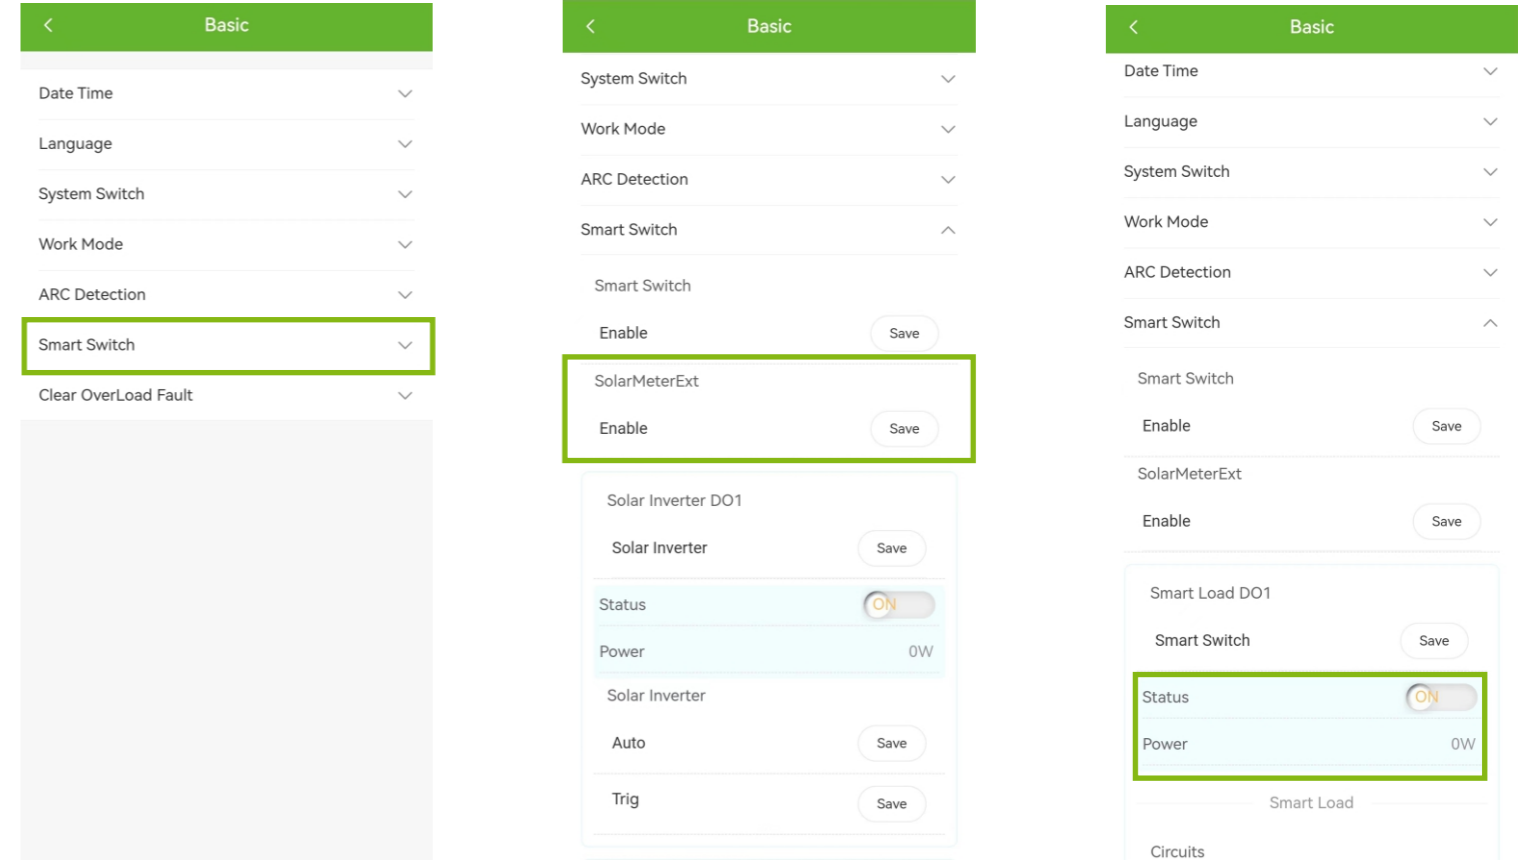 Basic
Date Time
Language
System Switch
Work Mode
ARC Detection
Smart Switch
Clear OverLoad Fault
Basic
System Switch
Work Mode
ARC Detection
Smart Switch
Smart Switch
Enable Save
SolarMeterExt
Enable Save
Solar Inverter DO1
Solar Inverter Save
Status ON
Power 0W
Solar Inverter
Auto Save
Trig Save
Basic
Date Time
Language
System Switch
Work Mode
ARC Detection
Smart Switch
Smart Switch
Enable Save
SolarMeterExt
Enable Save
Smart Load DO1
Smart Switch Save
Status ON
Power 0W
Smart Load
Circuits